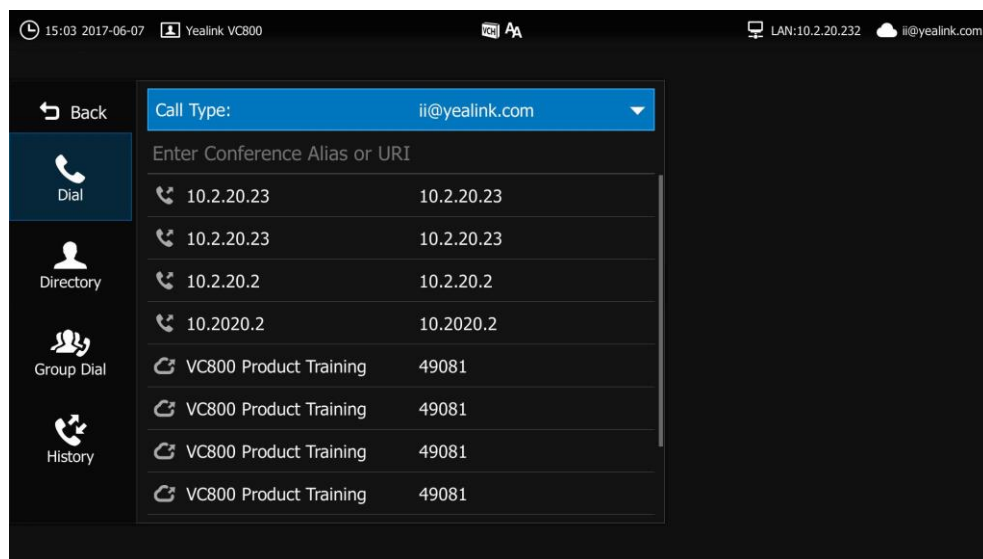 15:03 2017-06-07 Yealink VC800 VCH AA LAN:10.2.20.232 ii@yealink.com
Back
Call Type: ii@yealink.com
Enter Conference Alias or URI
Dial
10.2.20.23 10.2.20.23
10.2.20.23 10.2.20.23
Directory
10.2.20.2 10.2.20.2
10.2020.2 10.2020.2
Group Dial
VC800 Product Training 49081
VC800 Product Training 49081
History
VC800 Product Training 49081
VC800 Product Training 49081